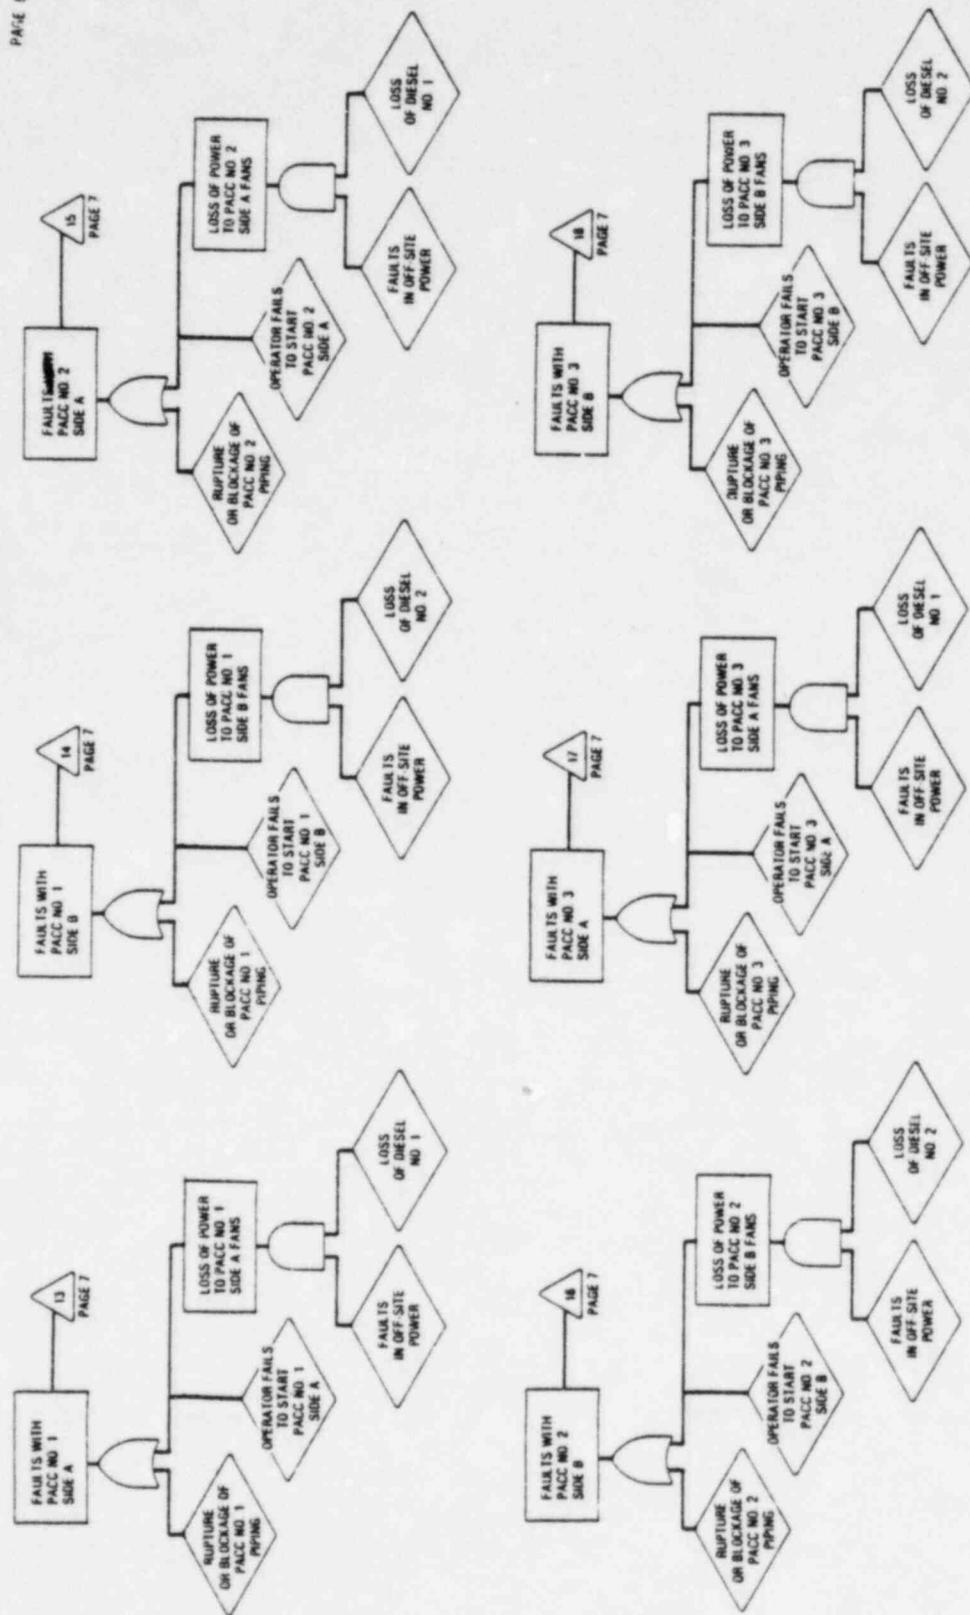 PAGE
FAULTS WITH
PACC NO 1
SIDE A
13
PAGE 7
RUPTURE
OR BLOCKAGE OF
PACC NO 1
PIPING
OPERATOR FAILS
TO START
PACC NO 1
SIDE A
LOSS OF POWER
TO PACC NO 1
SIDE A FANS
FAULTS
IN OFF SITE
POWER
LOSS
OF DIESEL
NO 1
FAULTS WITH
PACC NO 1
SIDE B
14
PAGE 7
RUPTURE
OR BLOCKAGE OF
PACC NO 1
PIPING
OPERATOR FAILS
TO START
PACC NO 1
SIDE B
LOSS OF POWER
TO PACC NO 1
SIDE B FANS
FAULTS
IN OFF SITE
POWER
LOSS
OF DIESEL
NO 2
FAULTS
PACC NO 2
SIDE A
15
PAGE 7
RUPTURE
OR BLOCKAGE OF
PACC NO 2
PIPING
OPERATOR FAILS
TO START
PACC NO 2
SIDE A
LOSS OF POWER
TO PACC NO 2
SIDE A FANS
FAULTS
IN OFF SITE
POWER
LOSS
OF DIESEL
NO 1
FAULTS WITH
PACC NO 2
SIDE B
16
PAGE 7
RUPTURE
OR BLOCKAGE OF
PACC NO 2
PIPING
OPERATOR FAILS
TO START
PACC NO 2
SIDE B
LOSS OF POWER
TO PACC NO 2
SIDE B FANS
FAULTS
IN OFF SITE
POWER
LOSS
OF DIESEL
NO 2
FAULTS WITH
PACC NO 3
SIDE A
17
PAGE 7
RUPTURE
OR BLOCKAGE OF
PACC NO 3
PIPING
OPERATOR FAILS
TO START
PACC NO 3
SIDE A
LOSS OF POWER
TO PACC NO 3
SIDE A FANS
FAULTS
IN OFF SITE
POWER
LOSS
OF DIESEL
NO 1
FAULTS WITH
PACC NO 3
SIDE B
18
PAGE 7
RUPTURE
OR BLOCKAGE OF
PACC NO 3
PIPING
OPERATOR FAILS
TO START
PACC NO 3
SIDE B
LOSS OF POWER
TO PACC NO 3
SIDE B FANS
FAULTS
IN OFF SITE
POWER
LOSS
OF DIESEL
NO 2